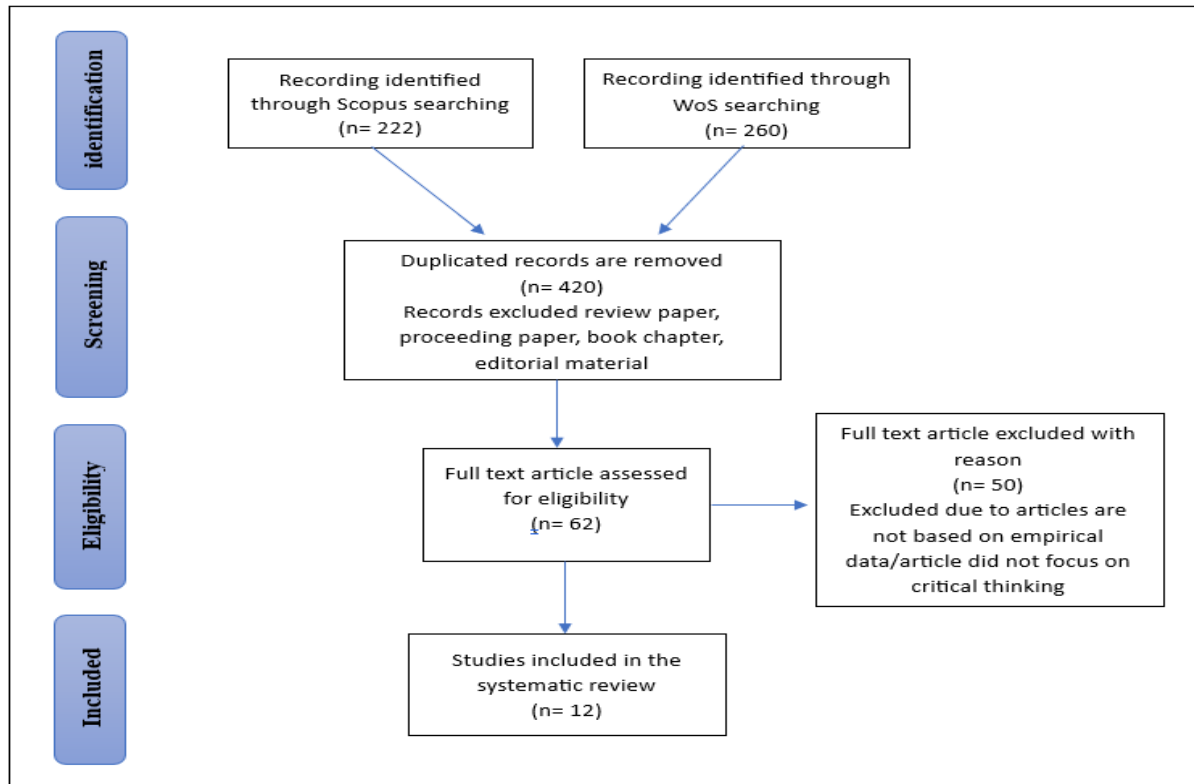 identification
Recording identified
through Scopus searching
(n= 222)
Recording identified through
WoS searching
(n= 260)
Screening
Duplicated records are removed
(n= 420)
Records excluded review paper,
proceeding paper, book chapter,
editorial material
Eligibility
Full text article assessed
for eligibility
(n= 62)
Full text article excluded with
reason
(n= 50)
Excluded due to articles are
not based on empirical
data/article did not focus on
critical thinking
Included
Studies included in the
systematic review
(n= 12)